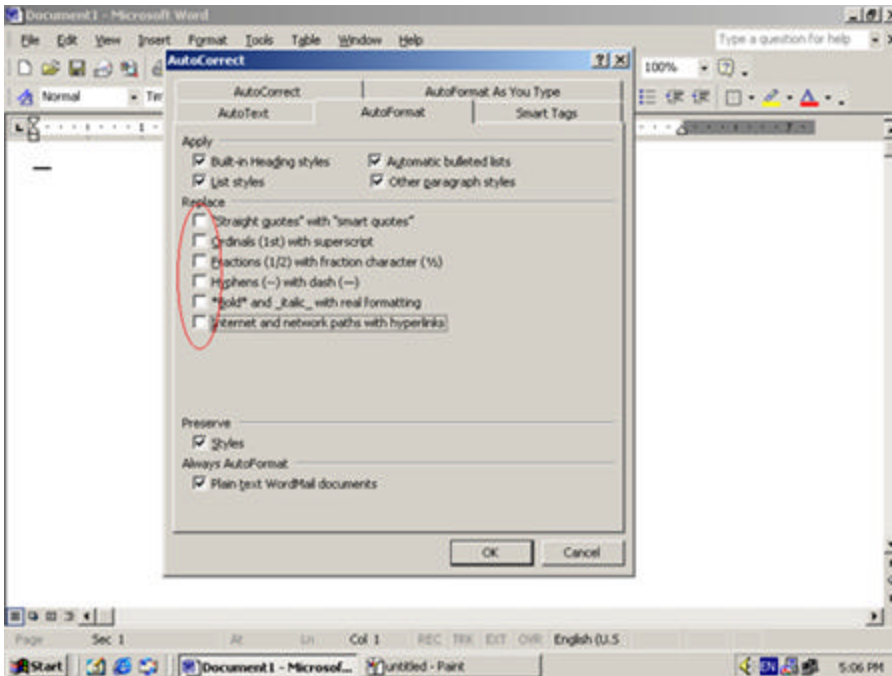 Document1 - Microsoft Word
File Edit View Insert Format Tools Table Window Help
Type a question for help
AutoCorrect
100%
Normal
AutoCorrect AutoFormat As You Type
AutoText AutoFormat Smart Tags
Apply
Built-in Heading styles Automatic bulleted lists
List styles Other paragraph styles
Replace
"Straight quotes" with "smart quotes"
Ordinals (1st) with superscript
Fractions (1/2) with fraction character (½)
Hyphens (--) with dash (—)
*Bold* and _italic_ with real formatting
Internet and network paths with hyperlinks
Preserve
Styles
Always AutoFormat
Plain text WordMail documents
OK Cancel
Page Sec 1 At Ln Col 1 REC TRK EXT OVR English (U.S
Start Document1 - Microsof... untitled - Paint EN 5:06 PM